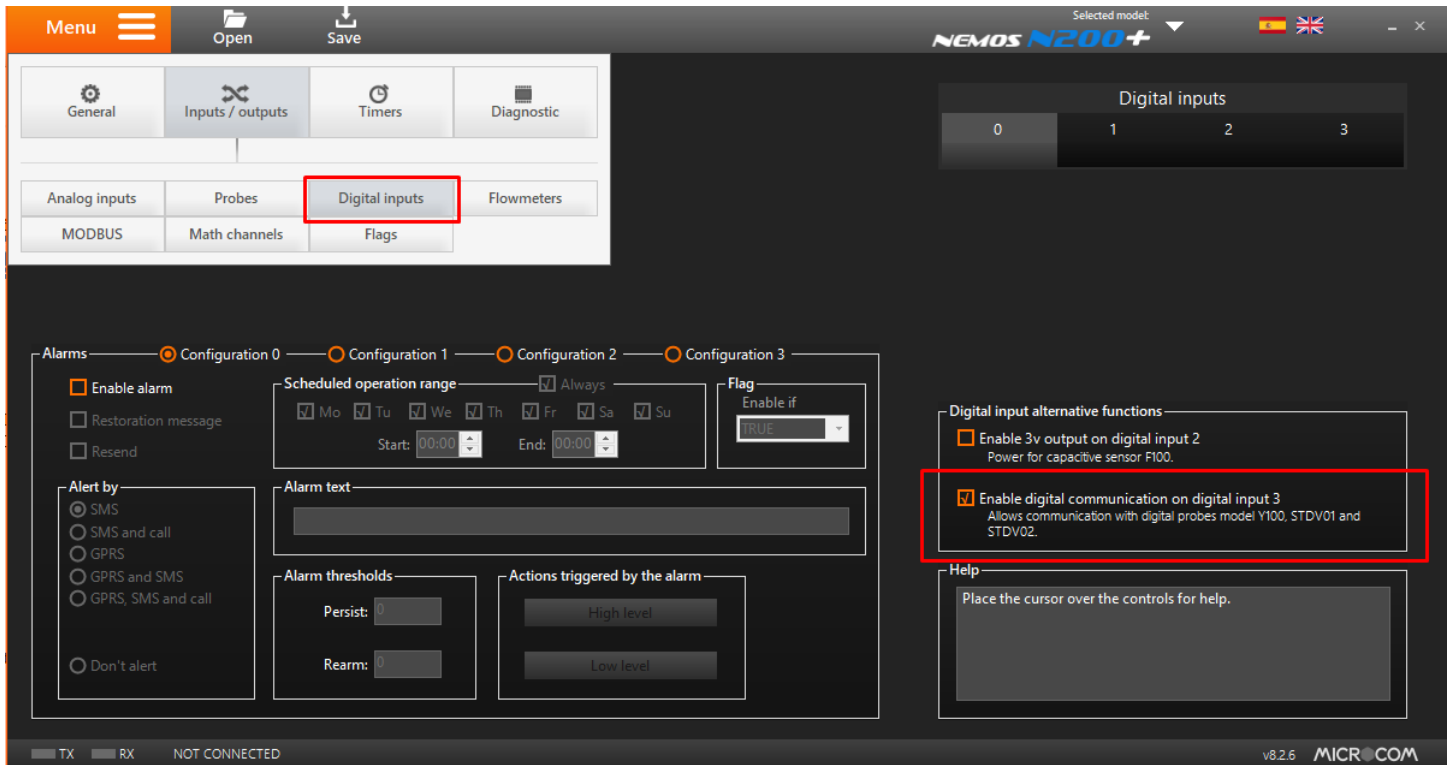 Menu
Open
Save
Selected model:
NEMOS N200+
General
Inputs / outputs
Timers
Diagnostic
Analog inputs
Probes
Digital inputs
Flowmeters
MODBUS
Math channels
Flags
Digital inputs
0 1 2 3
Alarms
Configuration 0
Configuration 1
Configuration 2
Configuration 3
Enable alarm
Restoration message
Resend
Scheduled operation range
Always
Mo Tu We Th Fr Sa Su
Start: 00:00 End: 00:00
Flag
Enable if
TRUE
Alert by
SMS
SMS and call
GPRS
GPRS and SMS
GPRS, SMS and call
Don't alert
Alarm text
Alarm thresholds
Persist: 0
Rearm: 0
Actions triggered by the alarm
High level
Low level
Digital input alternative functions
Enable 3v output on digital input 2
Power for capacitive sensor F100.
Enable digital communication on digital input 3
Allows communication with digital probes model Y100, STDV01 and
STDV02.
Help
Place the cursor over the controls for help.
TX RX NOT CONNECTED
v8.2.6 MICROCOM